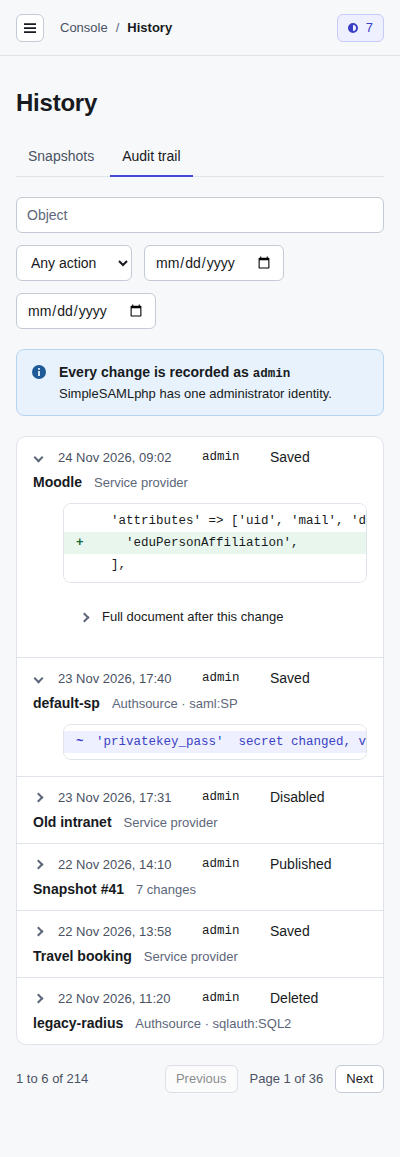 Console / History
7
History
Snapshots
Audit trail
Object
Any action
mm/dd/yyyy
mm/dd/yyyy
Every change is recorded as admin
SimpleSAMLphp has one administrator identity.
24 Nov 2026, 09:02 admin Saved
Moodle Service provider
'attributes' => ['uid', 'mail', 'd
+ 'eduPersonAffiliation',
],
Full document after this change
23 Nov 2026, 17:40 admin Saved
default-sp Authsource · saml:SP
~ 'privatekey_pass' secret changed, v
23 Nov 2026, 17:31 admin Disabled
Old intranet Service provider
22 Nov 2026, 14:10 admin Published
Snapshot #41 7 changes
22 Nov 2026, 13:58 admin Saved
Travel booking Service provider
22 Nov 2026, 11:20 admin Deleted
legacy-radius Authsource · sqlauth:SQL2
1 to 6 of 214 Previous Page 1 of 36 Next